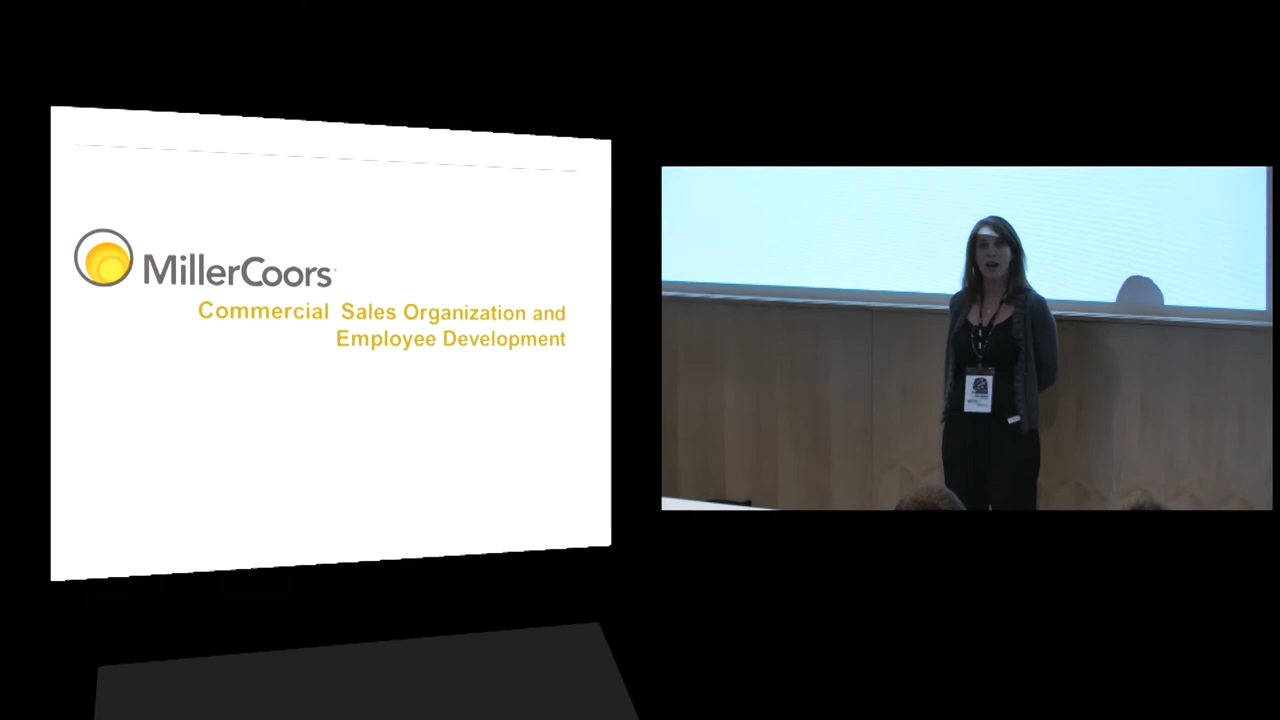 MillerCoors
Commercial Sales Organization and
Employee Development